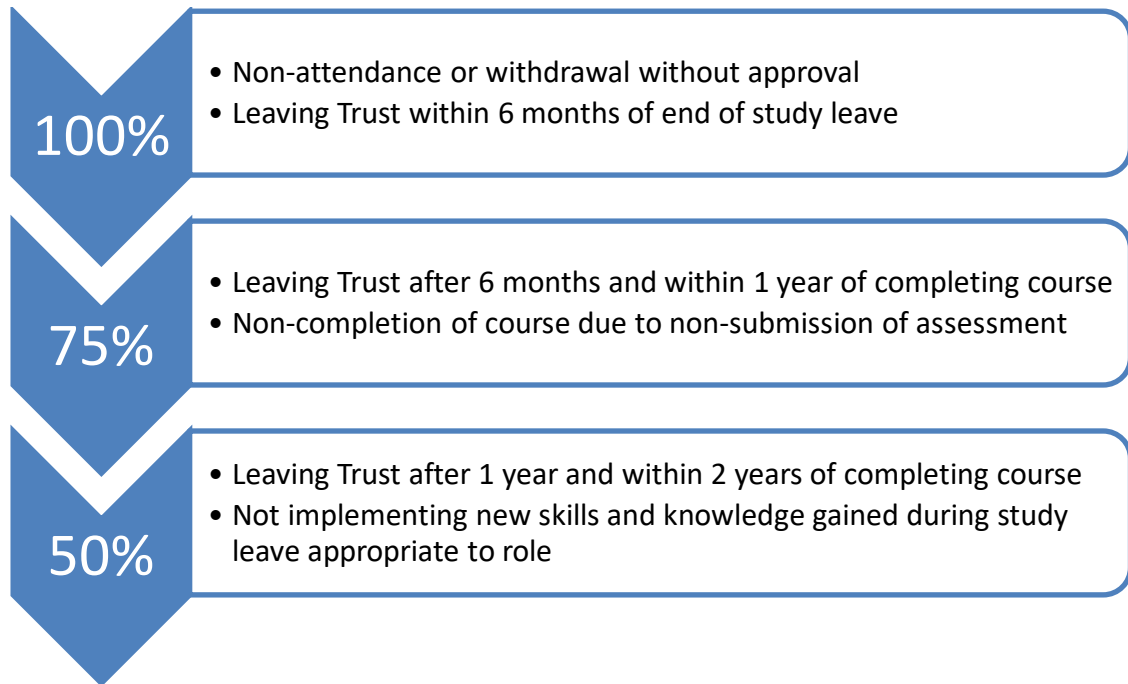 100%
• Non-attendance or withdrawal without approval
• Leaving Trust within 6 months of end of study leave
75%
• Leaving Trust after 6 months and within 1 year of completing course
• Non-completion of course due to non-submission of assessment
50%
• Leaving Trust after 1 year and within 2 years of completing course
• Not implementing new skills and knowledge gained during study
leave appropriate to role